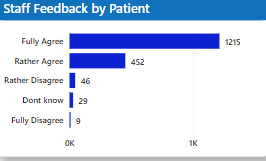 Staff Feedback by Patient
Fully Agree 1215
Rather Agree 452
Rather Disagree 46
Dont know 29
Fully Disagree 9
0K 1K